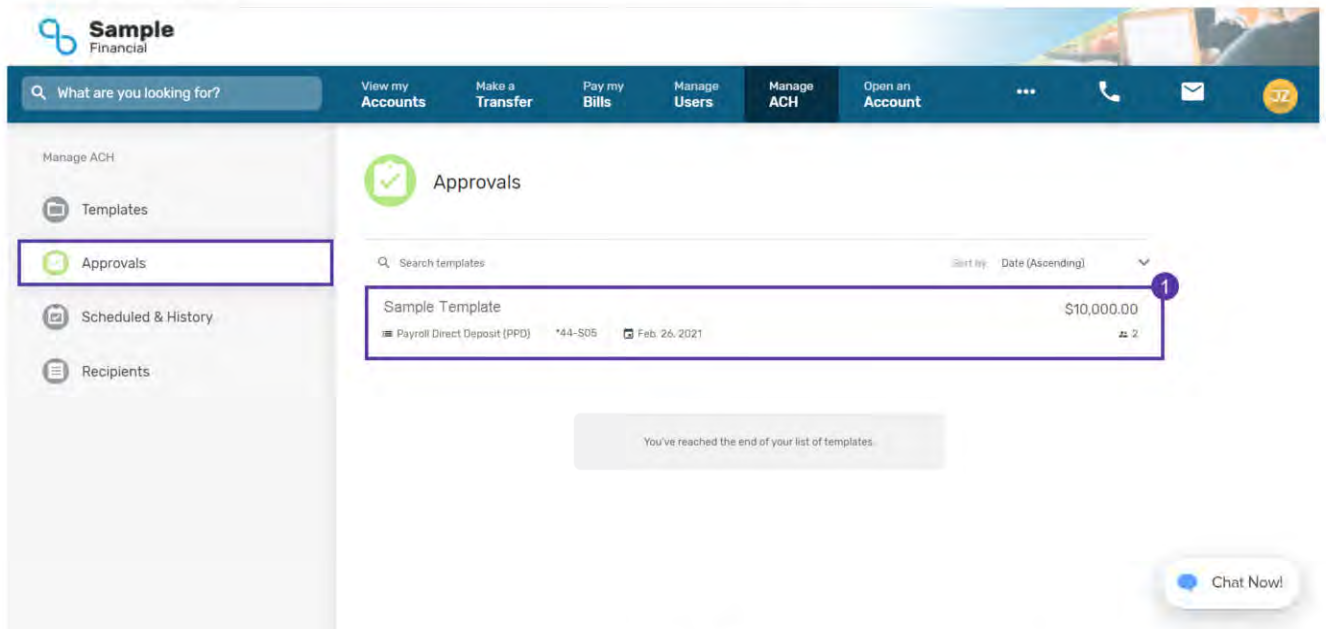 Sample
Financial
What are you looking for?
View my
Accounts
Make a
Transfer
Pay my
Bills
Manage
Users
Manage
ACH
Open an
Account
JZ
Manage ACH
Templates
Approvals
Scheduled & History
Recipients
Approvals
Search templates
Sort by Date (Ascending)
1
Sample Template
$10,000.00
Payroll Direct Deposit (PPD) *44-S05 Feb. 26, 2021
2
You've reached the end of your list of templates.
Chat Now!